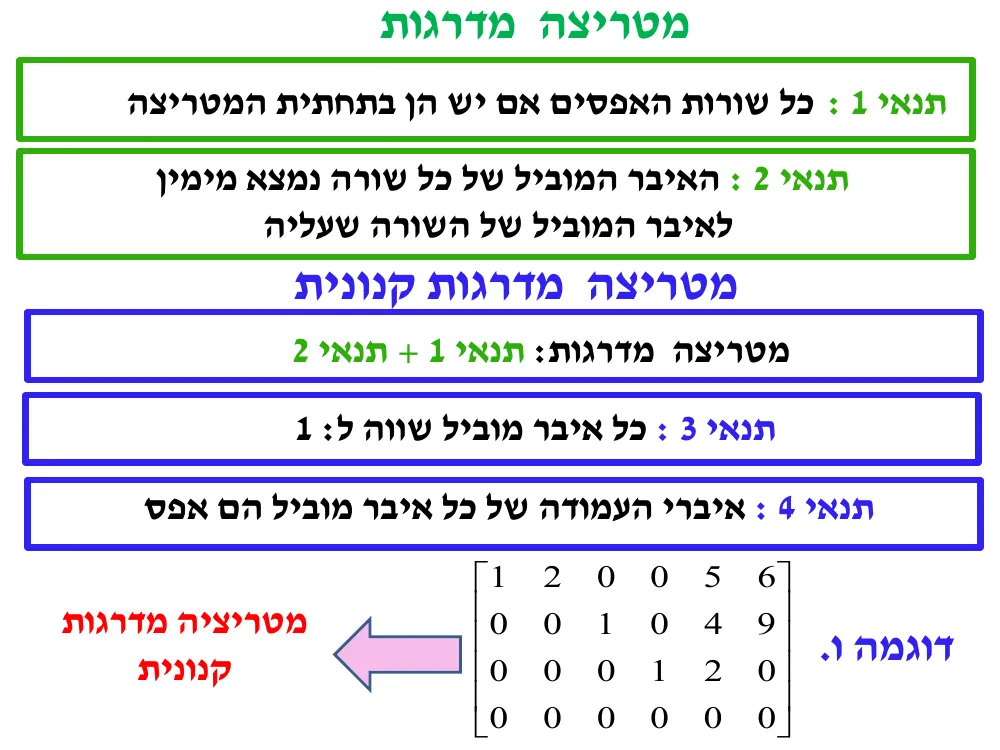 מטריצה מדרגות
תנאי 1 : כל שורות האפסים אם יש הן בתחתית המטריצה
תנאי 2 : האיבר המוביל של כל שורה נמצא מימין
לאיבר המוביל של השורה שעליה
מטריצה מדרגות קנונית
מטריצה מדרגות: תנאי 1 + תנאי 2
תנאי 3 : כל איבר מוביל שווה ל: 1
תנאי 4 : איברי העמודה של כל איבר מוביל הם אפס
דוגמה ו.
1 2 0 0 5 6
0 0 1 0 4 9
0 0 0 1 2 0
0 0 0 0 0 0
מטריציה מדרגות
קנונית